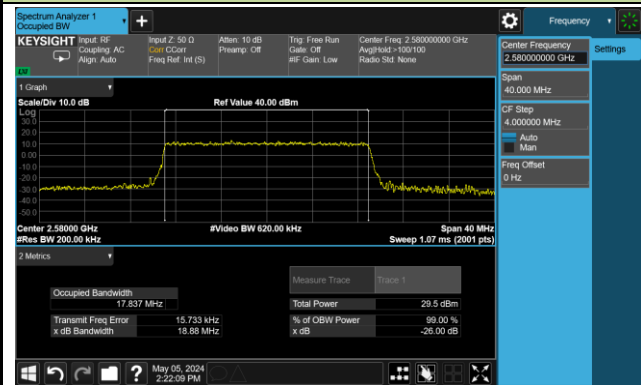 Spectrum Analyzer 1
Occupied BW
+
Frequency
KEYSIGHT
Input: RF
Coupling: AC
Align: Auto
Input Z: 50 Ω
Corr CCorr
Freq Ref: Int (S)
Atten: 10 dB
Preamp: Off
Trig: Free Run
Gate: Off
#IF Gain: Low
Center Freq: 2.580000000 GHz
Avg|Hold:>100/100
Radio Std: None
LXI
Center Frequency
2.580000000 GHz
Settings
Span
40.000 MHz
CF Step
4.000000 MHz
Auto
Man
Freq Offset
0 Hz
1 Graph
Scale/Div 10.0 dB
Ref Value 40.00 dBm
Log
30.0
20.0
10.0
0.00
-10.0
-20.0
-30.0
-40.0
-50.0
Center 2.58000 GHz
#Video BW 620.00 kHz
Span 40 MHz
#Res BW 200.00 kHz
Sweep 1.07 ms (2001 pts)
2 Metrics
Measure Trace
Trace 1
Occupied Bandwidth
17.837 MHz
Total Power
29.5 dBm
Transmit Freq Error
15.733 kHz
% of OBW Power
99.00 %
x dB Bandwidth
18.88 MHz
x dB
-26.00 dB
?
May 05, 2024
2:22:09 PM